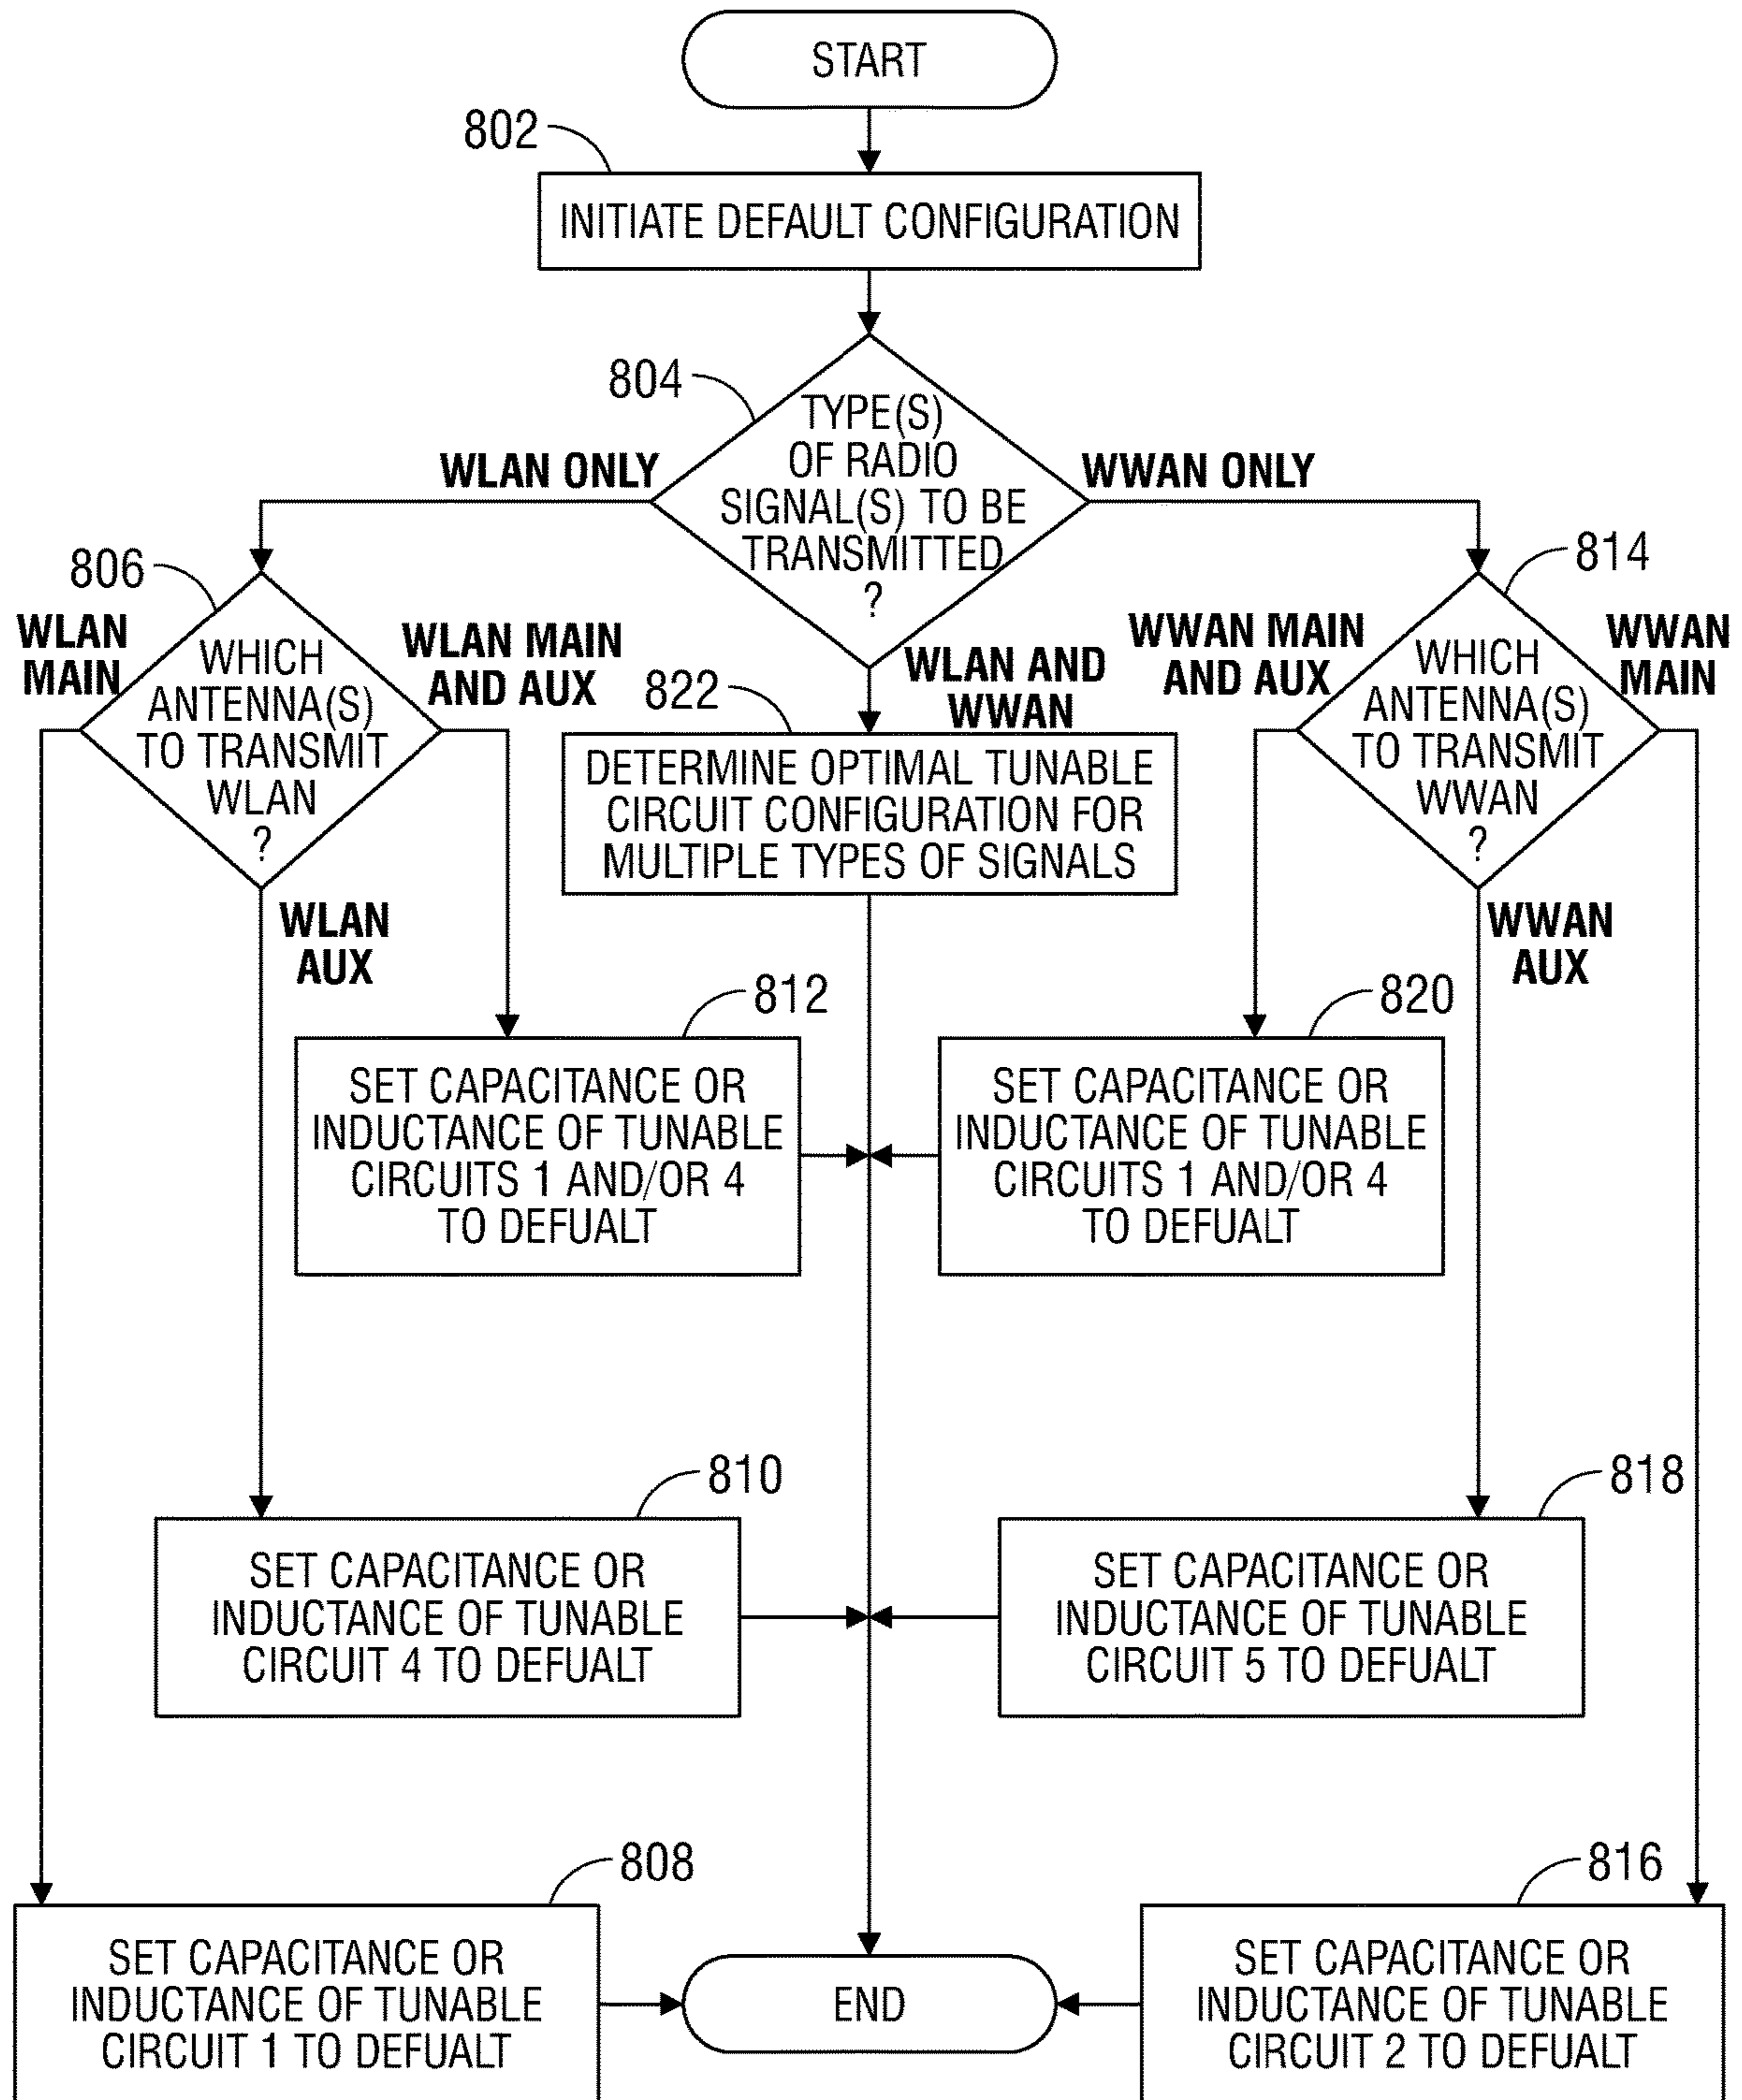 START
802
INITIATE DEFAULT CONFIGURATION
804
TYPE(S)
OF RADIO
SIGNAL(S) TO BE
TRANSMITTED
?
WLAN ONLY
WWAN ONLY
806
WLAN
MAIN
WHICH
ANTENNA(S)
TO TRANSMIT
WLAN
?
WLAN MAIN
AND AUX
WLAN
AUX
822
WLAN AND
WWAN
DETERMINE OPTIMAL TUNABLE
CIRCUIT CONFIGURATION FOR
MULTIPLE TYPES OF SIGNALS
814
WWAN MAIN
AND AUX
WHICH
ANTENNA(S)
TO TRANSMIT
WWAN
?
WWAN
MAIN
WWAN
AUX
812
SET CAPACITANCE OR
INDUCTANCE OF TUNABLE
CIRCUITS 1 AND/OR 4
TO DEFUALT
820
SET CAPACITANCE OR
INDUCTANCE OF TUNABLE
CIRCUITS 1 AND/OR 4
TO DEFUALT
810
SET CAPACITANCE OR
INDUCTANCE OF TUNABLE
CIRCUIT 4 TO DEFUALT
818
SET CAPACITANCE OR
INDUCTANCE OF TUNABLE
CIRCUIT 5 TO DEFUALT
808
SET CAPACITANCE OR
INDUCTANCE OF TUNABLE
CIRCUIT 1 TO DEFUALT
END
816
SET CAPACITANCE OR
INDUCTANCE OF TUNABLE
CIRCUIT 2 TO DEFUALT